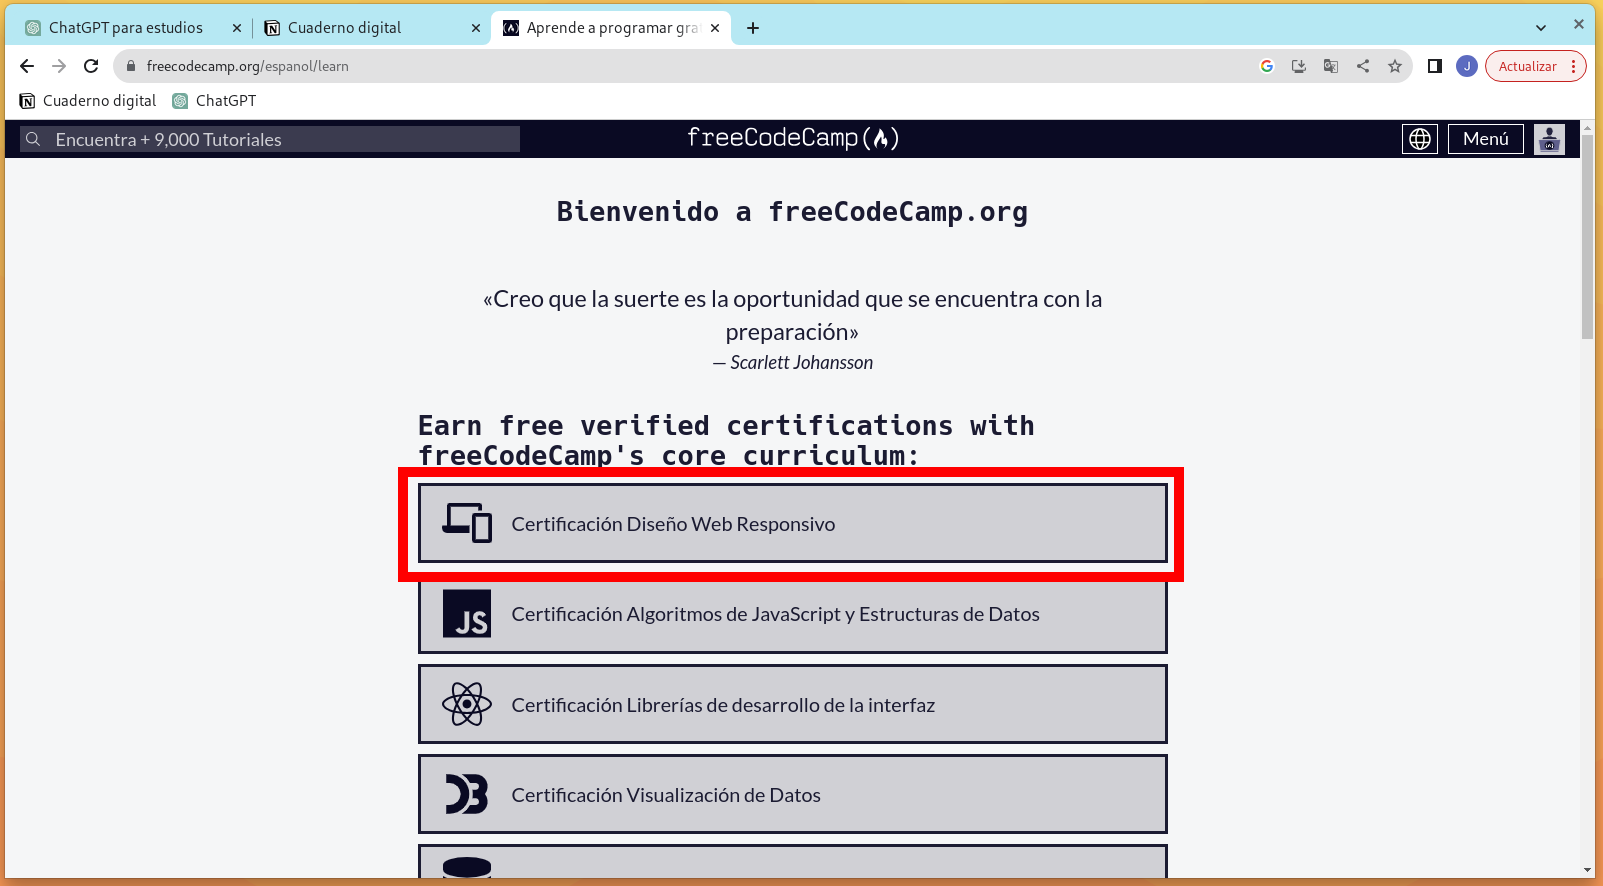 ChatGPT para estudios
Cuaderno digital
Aprende a programar gra
freecodecamp.org/espanol/learn
J
Actualizar
Cuaderno digital
ChatGPT
Encuentra + 9,000 Tutoriales
freeCodeCamp
Menú
Bienvenido a freeCodeCamp.org
«Creo que la suerte es la oportunidad que se encuentra con la
preparación»
— Scarlett Johansson
Earn free verified certifications with
freeCodeCamp's core curriculum:
Certificación Diseño Web Responsivo
JS
Certificación Algoritmos de JavaScript y Estructuras de Datos
Certificación Librerías de desarrollo de la interfaz
Certificación Visualización de Datos